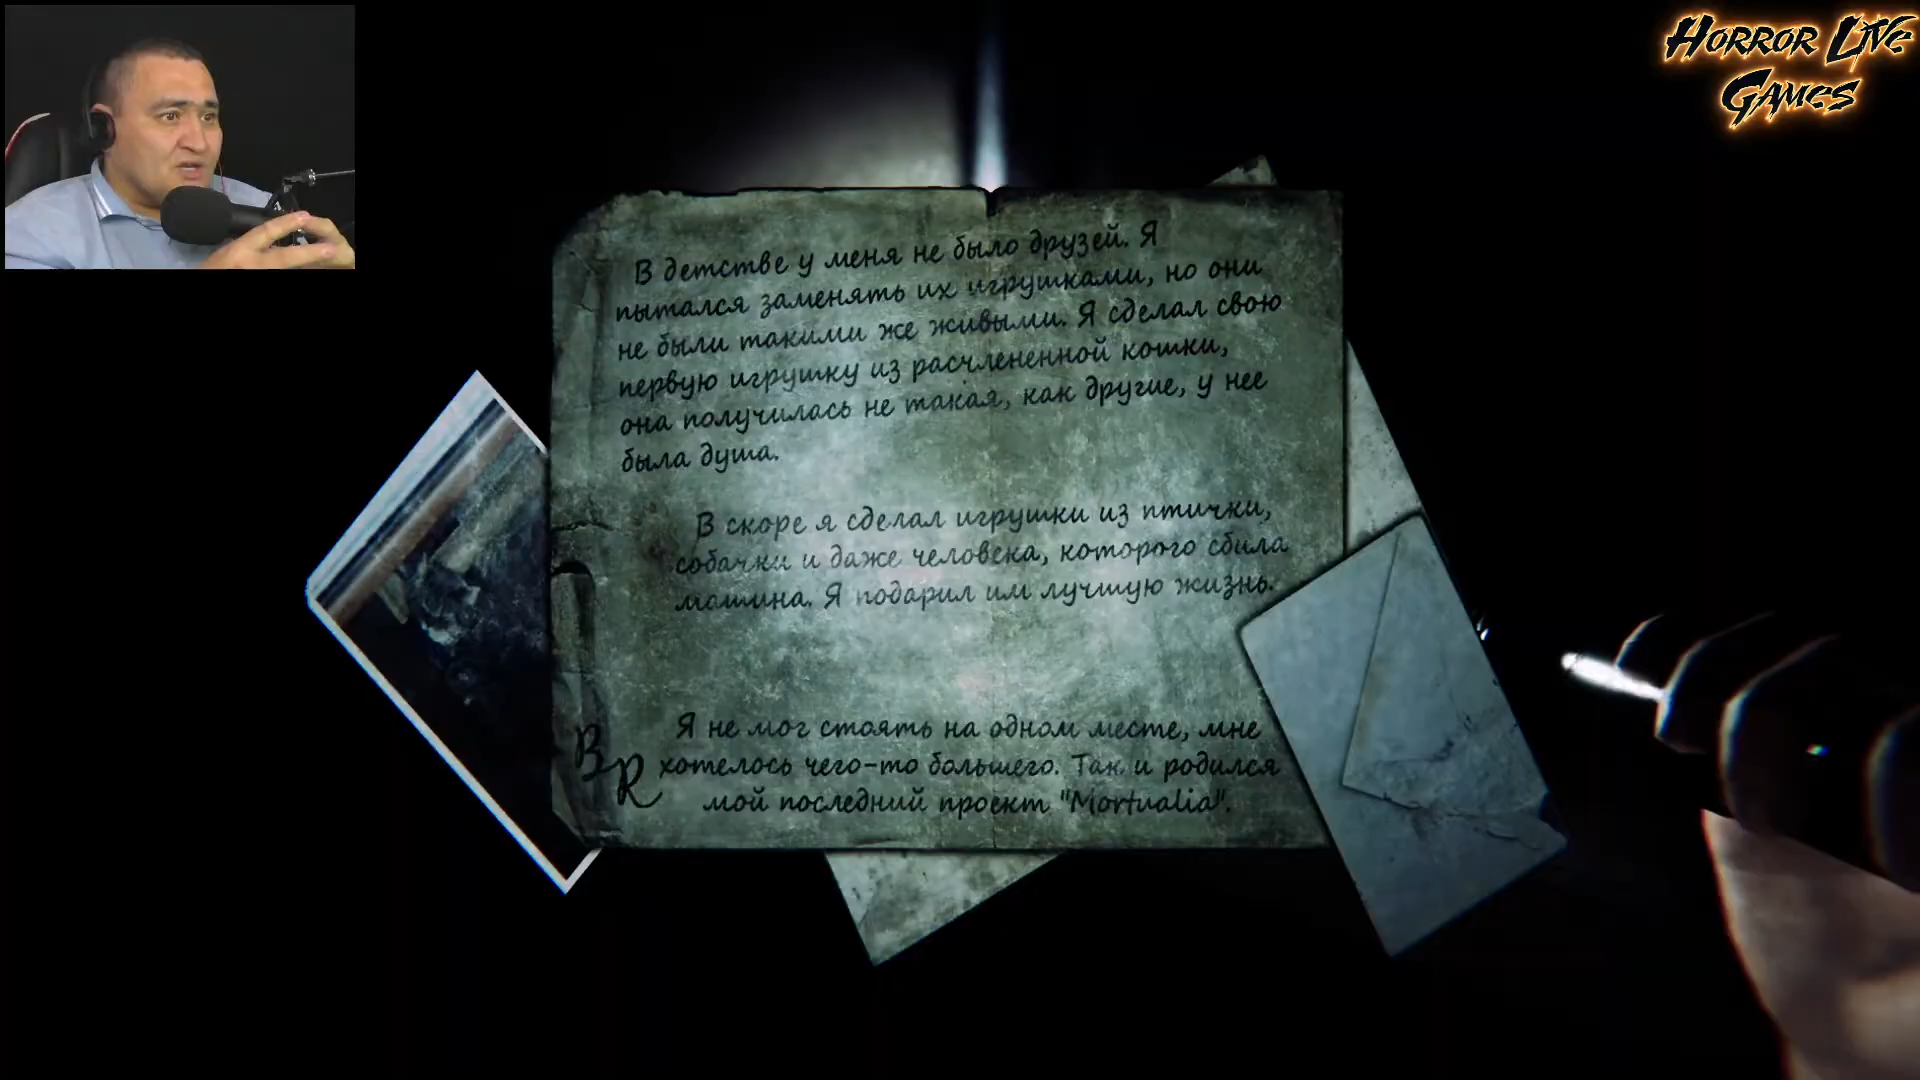 Horror Live
Games
В детстве у меня не было друзей. Я
пытался заменять их игрушками, но они
не были такими же живыми. Я сделал свою
первую игрушку из расчлененной кошки,
она получилась не такая, как другие, у нее
была душа.
В скоре я сделал игрушки из птички,
собачки и даже человека, которого сбила
машина. Я подарил им лучшую жизнь.
Я не мог стоять на одном месте, мне
хотелось чего-то большего. Так и родился
мой последний проект "Mortualia".
BR